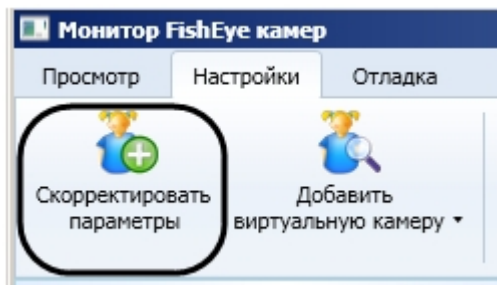 Монитор FishEye камер
Просмотр Настройки Отладка
Скорректировать
параметры
Добавить
виртуальную камеру